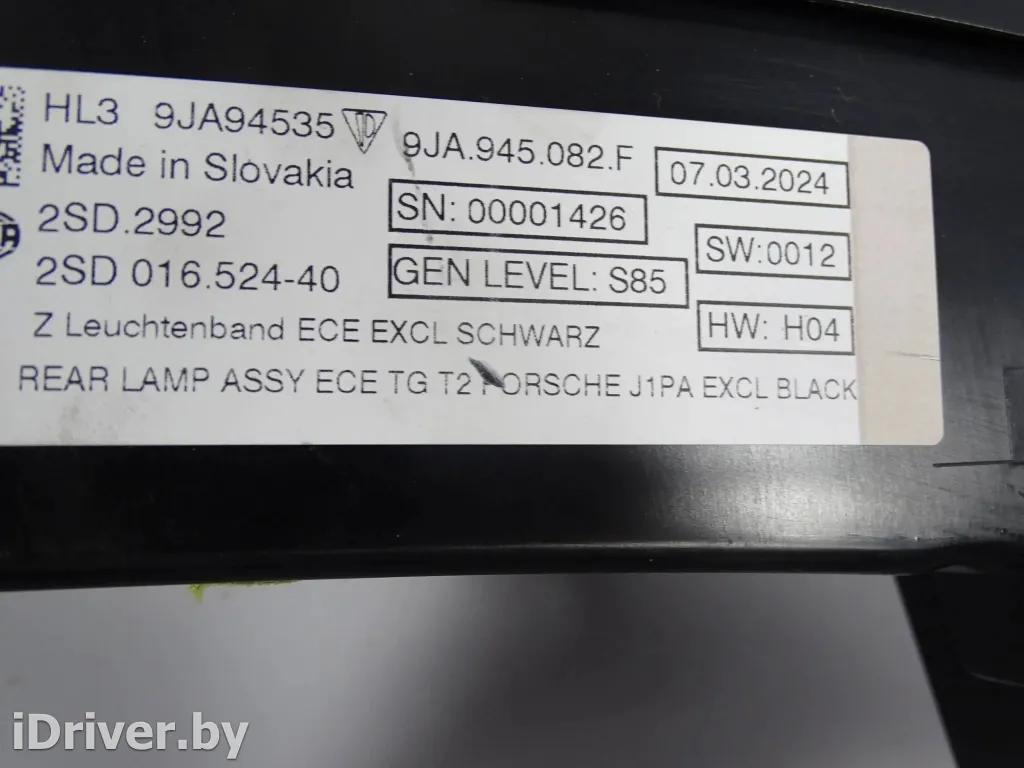 HL3 9JA94535 9JA.945.082.F 07.03.2024
Made in Slovakia
2SD.2992 SN: 00001426 SW:0012
2SD 016.524-40 GEN LEVEL: S85
Z Leuchtenband ECE EXCL SCHWARZ HW: H04
REAR LAMP ASSY ECE TG T2 PORSCHE J1PA EXCL BLACK
iDriver.by